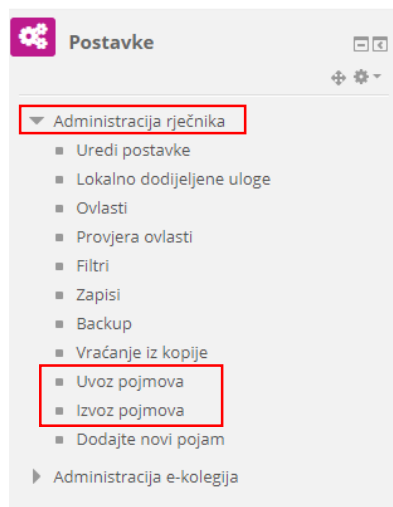 Postavke
Administracija rječnika
Uredi postavke
Lokalno dodijeljene uloge
Ovlasti
Provjera ovlasti
Filtri
Zapisi
Backup
Vraćanje iz kopije
Uvoz pojmova
Izvoz pojmova
Dodajte novi pojam
Administracija e-kolegija